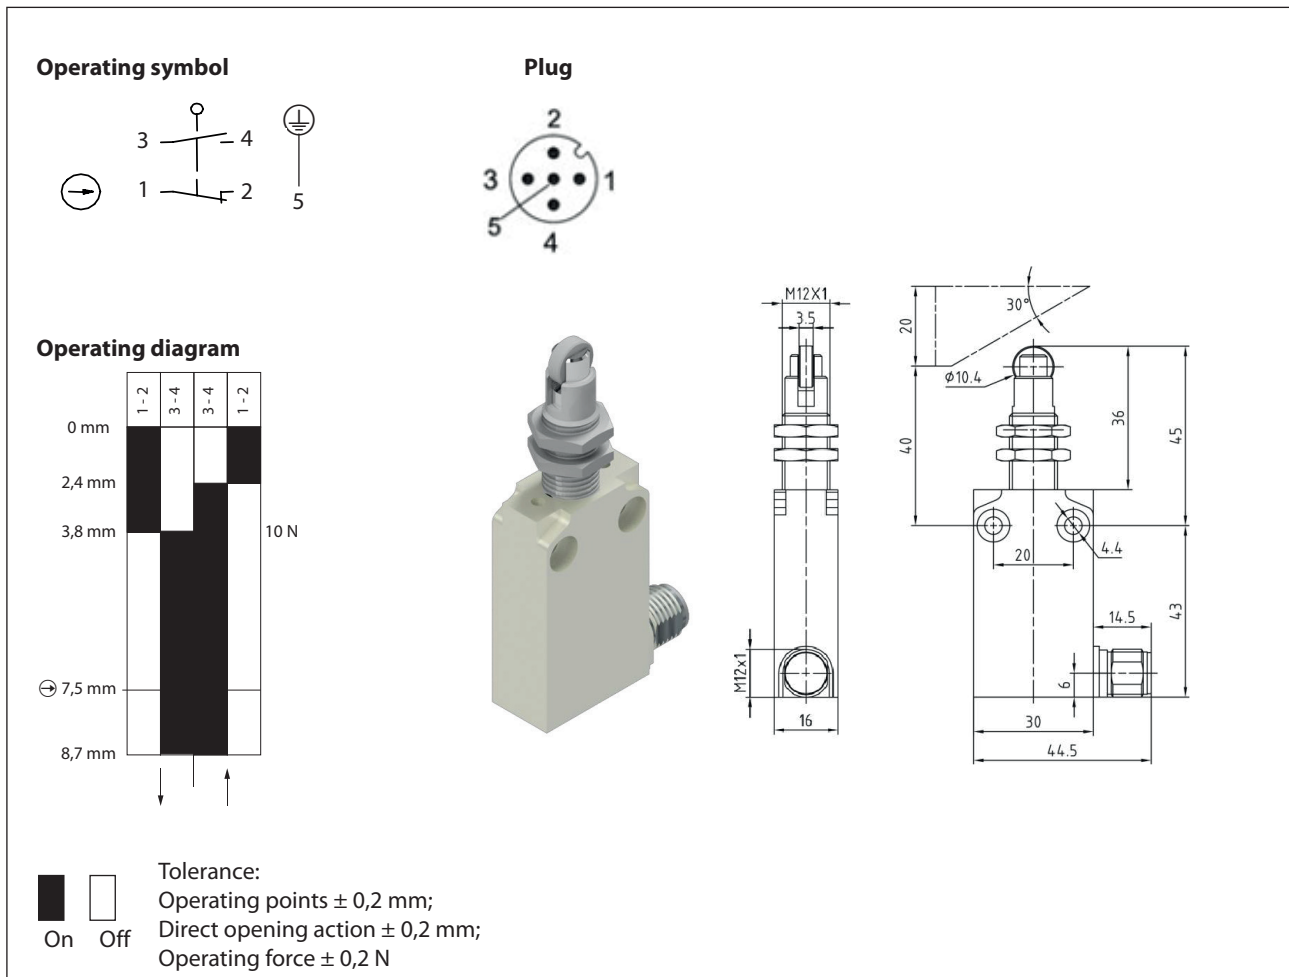 Operating symbol
3 4
1 2
5
Plug
2
3 1
5
4
Operating diagram
1 - 2 3 - 4 3 - 4 1 - 2
0 mm
2,4 mm
3,8 mm 10 N
7,5 mm
8,7 mm
M12X1
3.5
M12x1
16
20
30°
Ø10.4
40
36
45
4.4
20
43
14.5
6
30
44.5
On Off
Tolerance:
Operating points ± 0,2 mm;
Direct opening action ± 0,2 mm;
Operating force ± 0,2 N